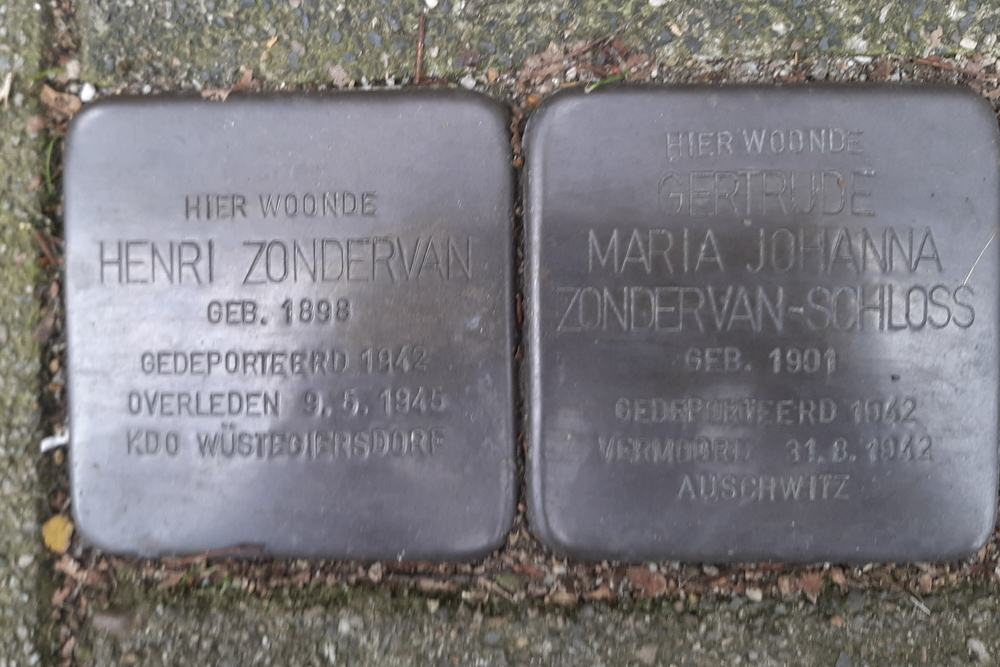 HIER WOONDE
HENRI ZONDERVAN
GEB. 1898
GEDEPORTEERD 1942
OVERLEDEN 9.5.1945
KDO WÜSTEGIERSDORF
HIER WOONDE
GERTRUDE
MARIA JOHANNA
ZONDERVAN-SCHLOSS
GEB. 1901
GEDEPORTEERD 1942
VERMOORD 31.8.1942
AUSCHWITZ